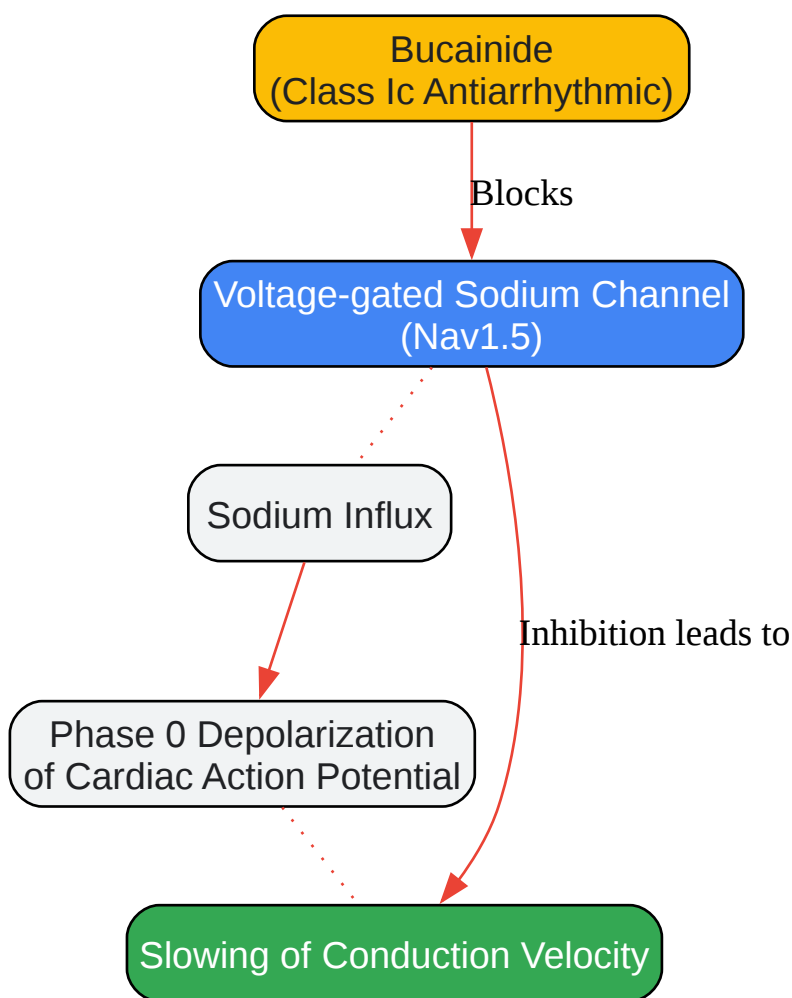 Bucainide
(Class Ic Antiarrhythmic)
Blocks
Voltage-gated Sodium Channel
(Nav1.5)
Sodium Influx
Inhibition leads to
Phase 0 Depolarization
of Cardiac Action Potential
Slowing of Conduction Velocity